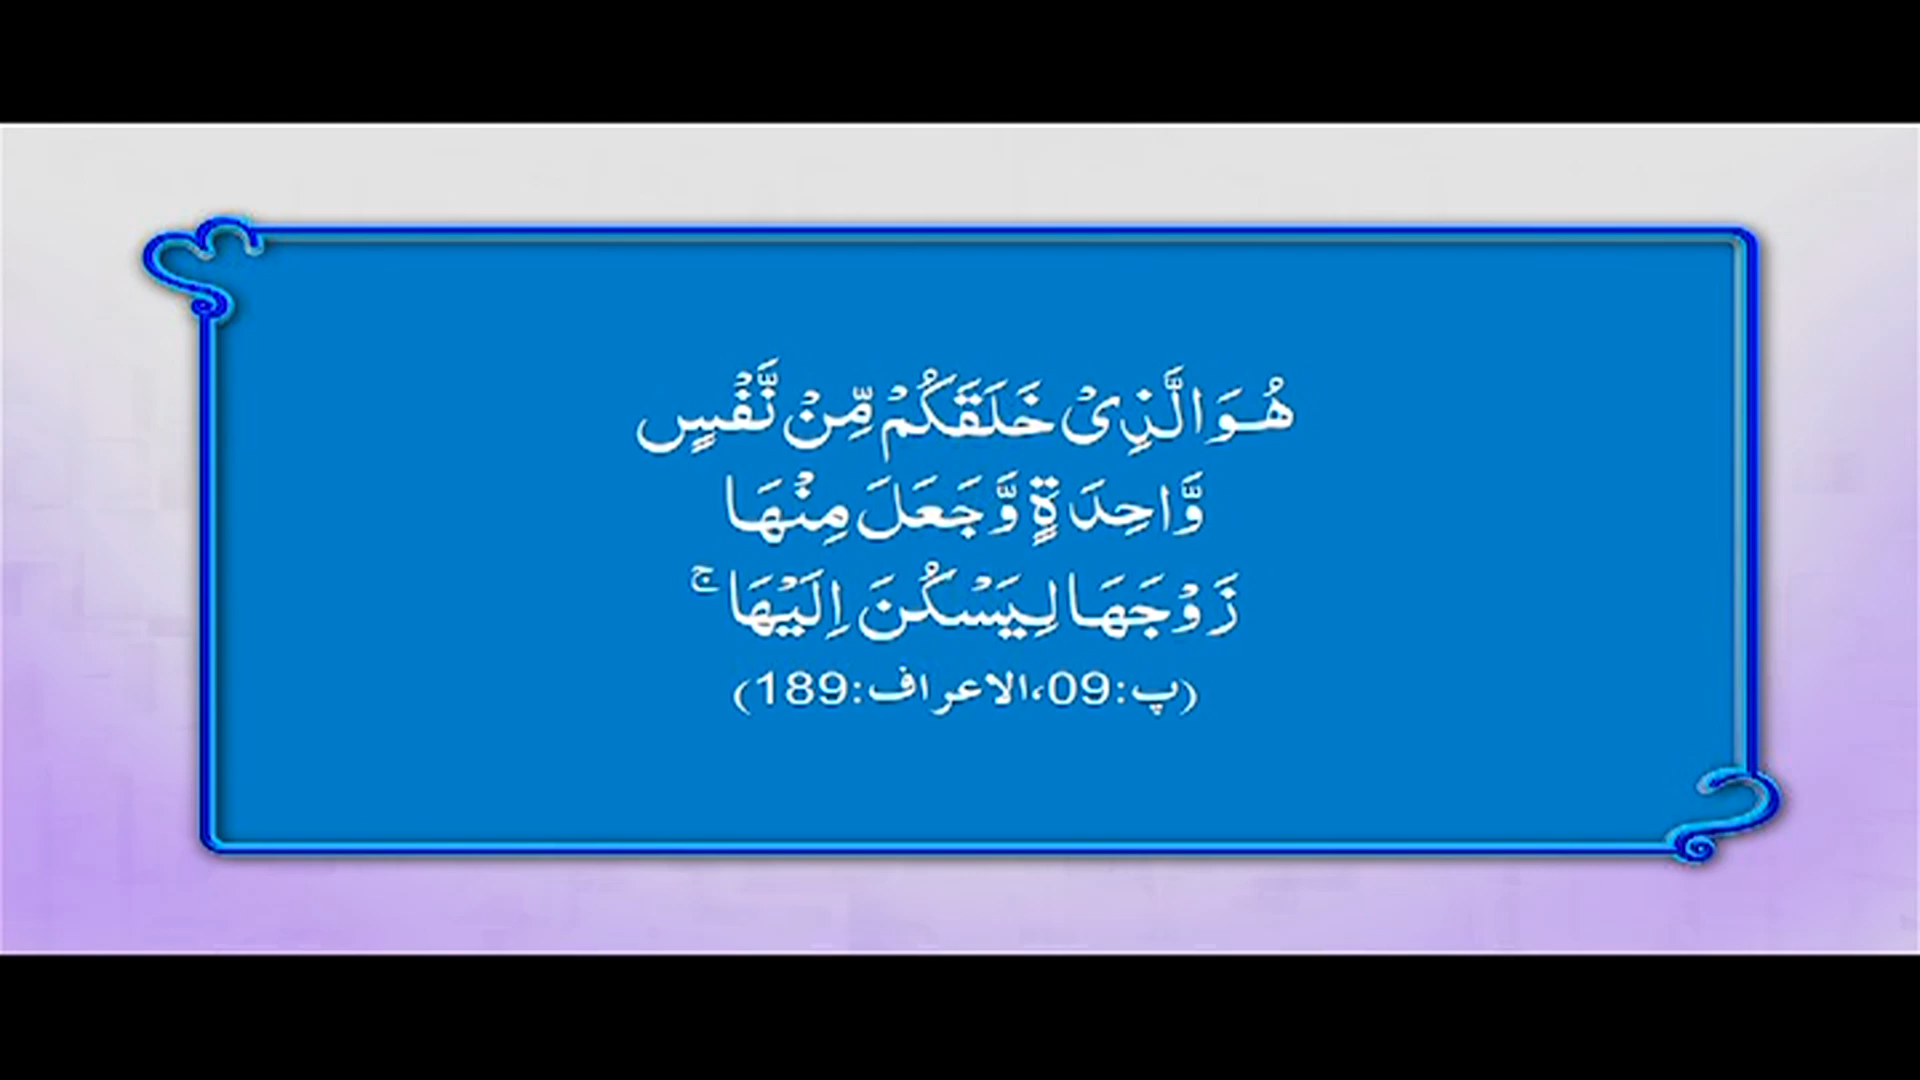 هُوَ الَّذِىْ خَلَقَكُمْ مِّنْ نَّفْسٍ
وَّاحِدَةٍ وَّجَعَلَ مِنْهَا
زَوْجَهَا لِيَسْكُنَ اِلَيْهَا ۚ
(پ:09،الاعراف:189)